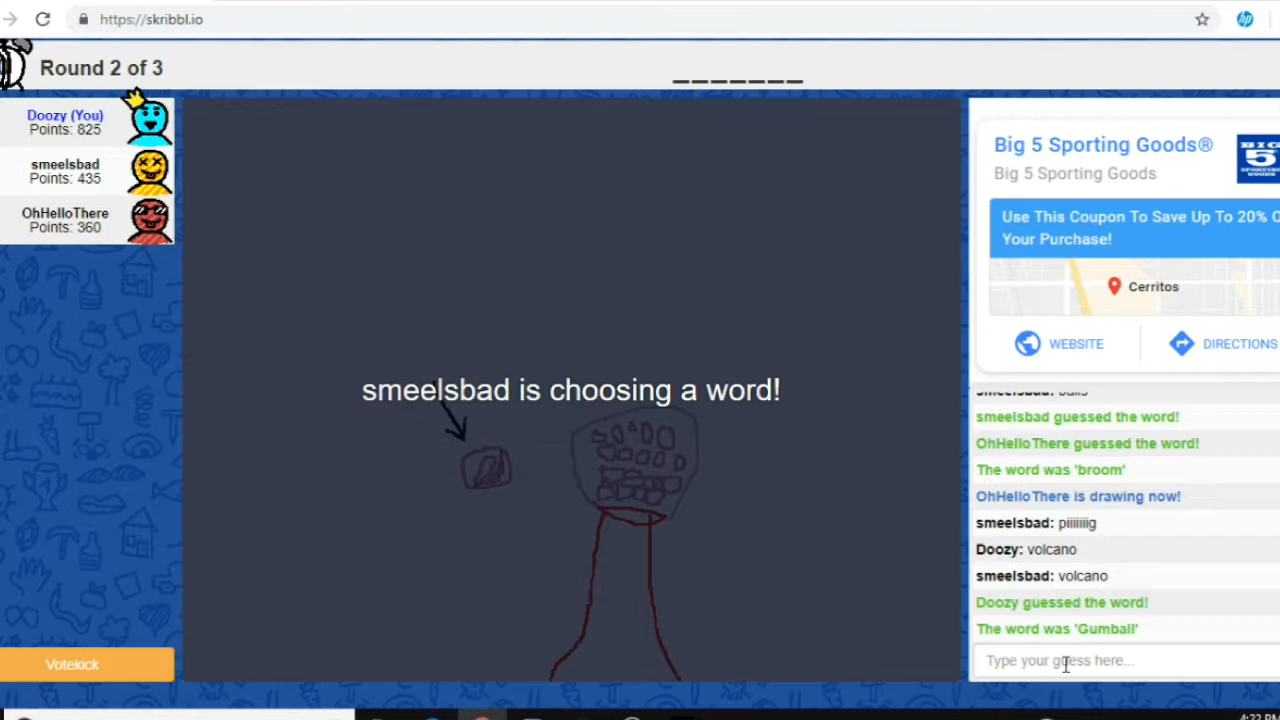 https://skribbl.io
Round 2 of 3
_ _ _ _ _ _ _
Doozy (You)
Points: 825
smeelsbad
Points: 435
OhHelloThere
Points: 360
Votekick
smeelsbad is choosing a word!
Big 5 Sporting Goods®
Big 5 Sporting Goods
BIG
5
SPORTING
GOODS
Use This Coupon To Save Up To 20% O
Your Purchase!
Cerritos
WEBSITE
DIRECTIONS
smeelsbad guessed the word!
OhHelloThere guessed the word!
The word was 'broom'
OhHelloThere is drawing now!
smeelsbad: piiiiiiig
Doozy: volcano
smeelsbad: volcano
Doozy guessed the word!
The word was 'Gumball'
Type your guess here...